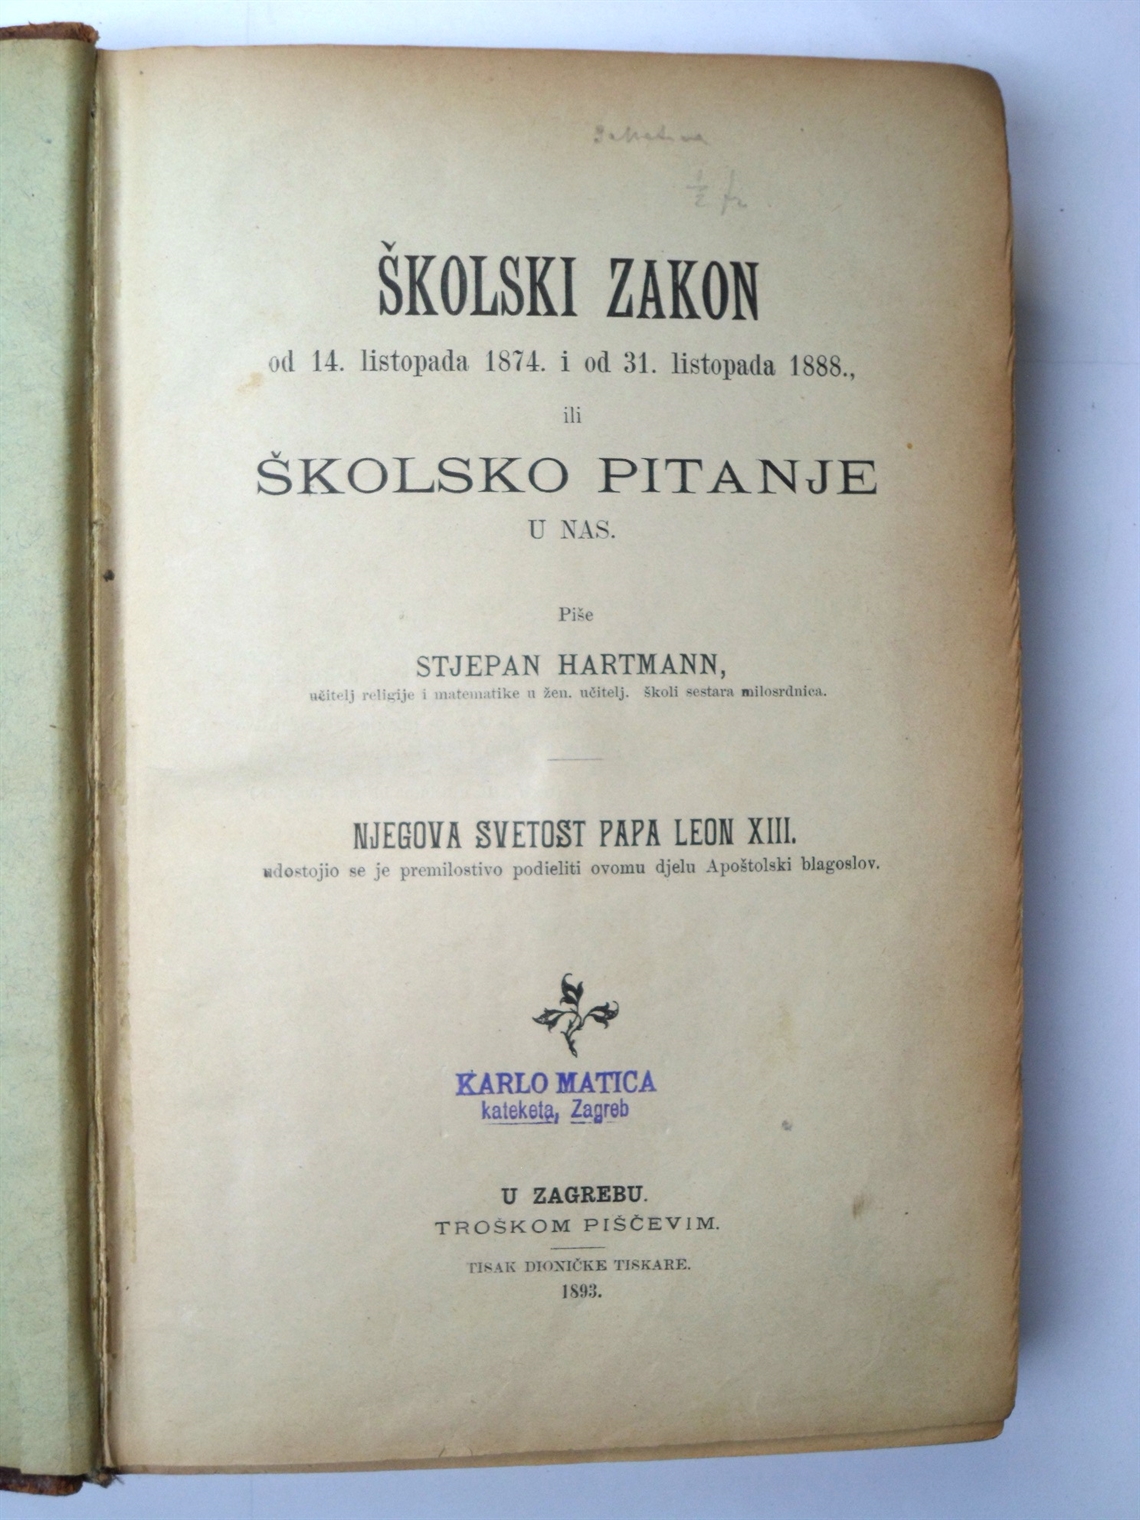 ŠKOLSKI ZAKON
od 14. listopada 1874. i od 31. listopada 1888.,
ili
ŠKOLSKO PITANJE
U NAS.
Piše
STJEPAN HARTMANN,
učitelj religije i matematike u žen. učitelj. školi sestara milosrdnica.
NJEGOVA SVETOST PAPA LEON XIII.
udostojio se je premilostivo podieliti ovomu djelu Apoštolski blagoslov.
KARLO MATICA
kateketa, Zagreb
U ZAGREBU.
TROŠKOM PIŠČEVIM.
TISAK DIONIČKE TISKARE.
1893.